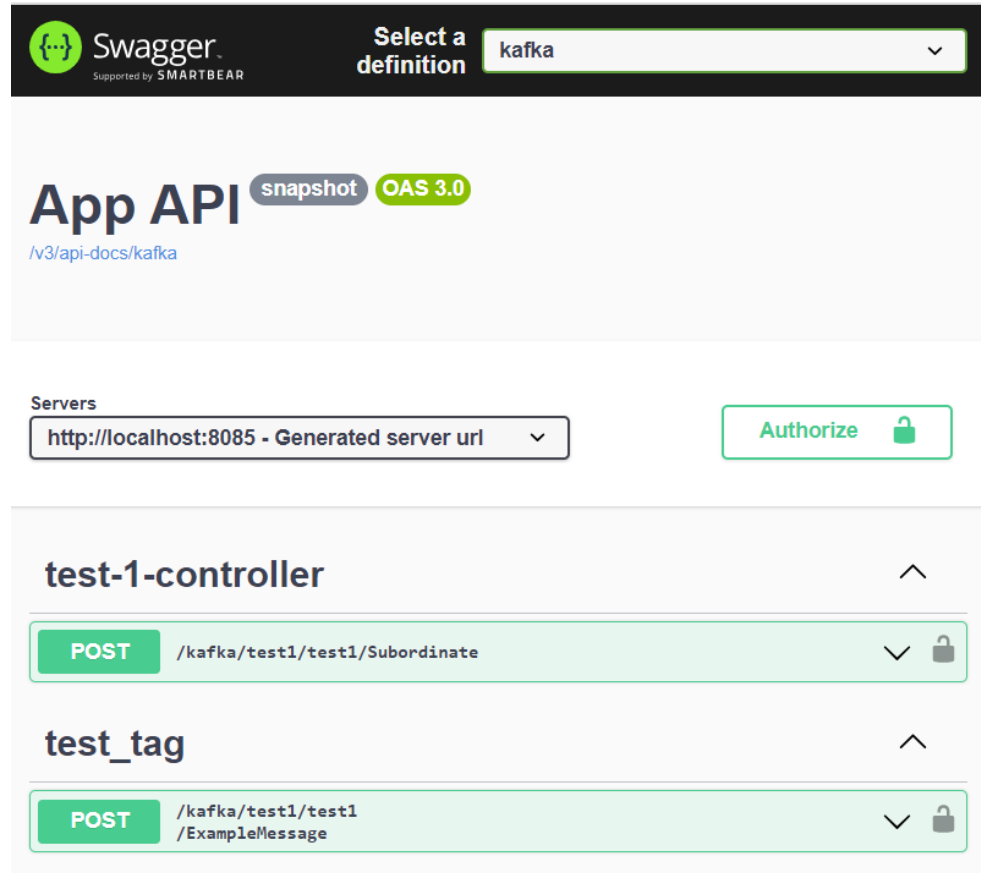 {···} Swagger.
Supported by SMARTBEAR
Select a
definition
kafka
App API snapshot OAS 3.0
/v3/api-docs/kafka
Servers
http://localhost:8085 - Generated server url
Authorize
test-1-controller
POST /kafka/test1/test1/Subordinate
test_tag
POST /kafka/test1/test1
/ExampleMessage